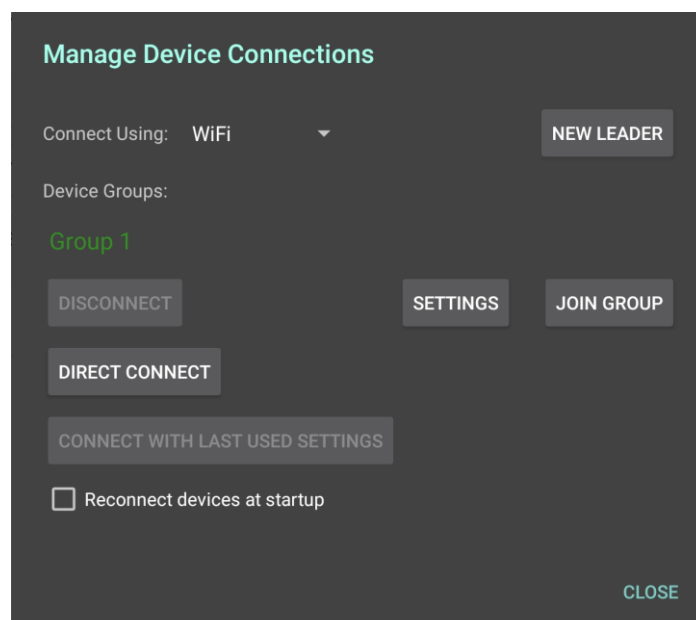 Manage Device Connections
Connect Using: WiFi NEW LEADER
Device Groups:
Group 1
DISCONNECT SETTINGS JOIN GROUP
DIRECT CONNECT
CONNECT WITH LAST USED SETTINGS
Reconnect devices at startup
CLOSE